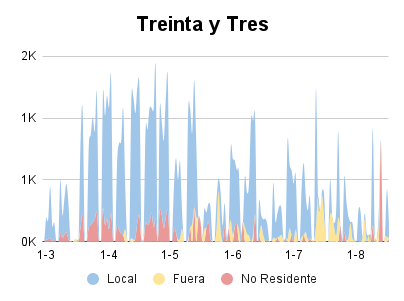 Treinta y Tres
2K
1K
1K
0K
1-3
1-4
1-5
1-6
1-7
1-8
Local
Fuera
No Residente